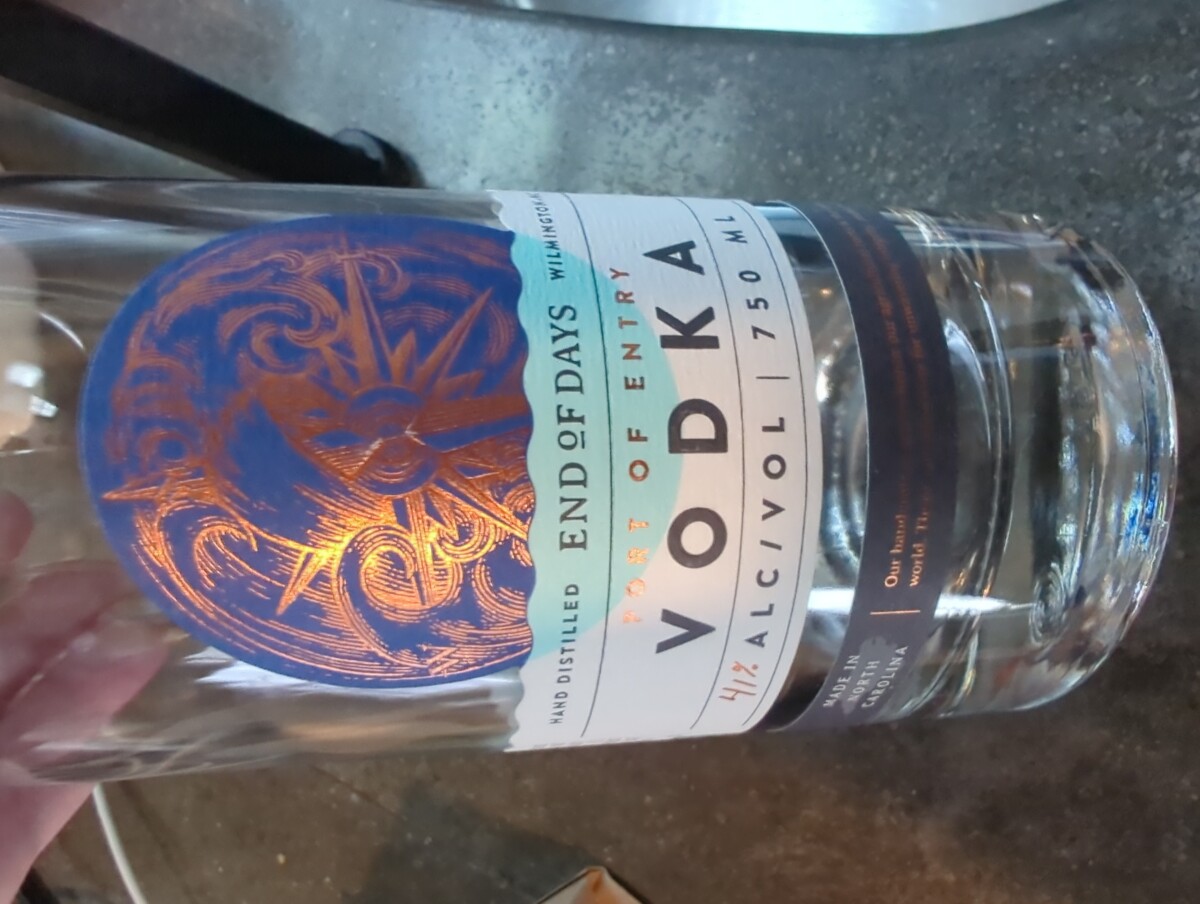 HAND DISTILLED END OF DAYS WILMINGTON,
PORT OF ENTRY
VODKA
41% ALC/VOL | 750 ML
MADE IN
NORTH
CAROLINA
Our hand
world.